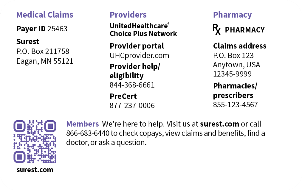 Medical Claims
Payer ID 25463
Surest
P.O. Box 211758
Eagan, MN 55121
Providers
UnitedHealthcare®
Choice Plus Network
Provider portal
UHCprovider.com
Provider help/
eligibility
844-368-6661
PreCert
877-237-0006
Pharmacy
Rx PHARMACY
Claims address
P.O. Box 123
Anytown, USA
12345-9999
Pharmacies/
prescribers
855-123-4567
Members We're here to help. Visit us at surest.com or call
866-683-6440 to check copays, view claims and benefits, find a
doctor, or ask a question.
surest.com